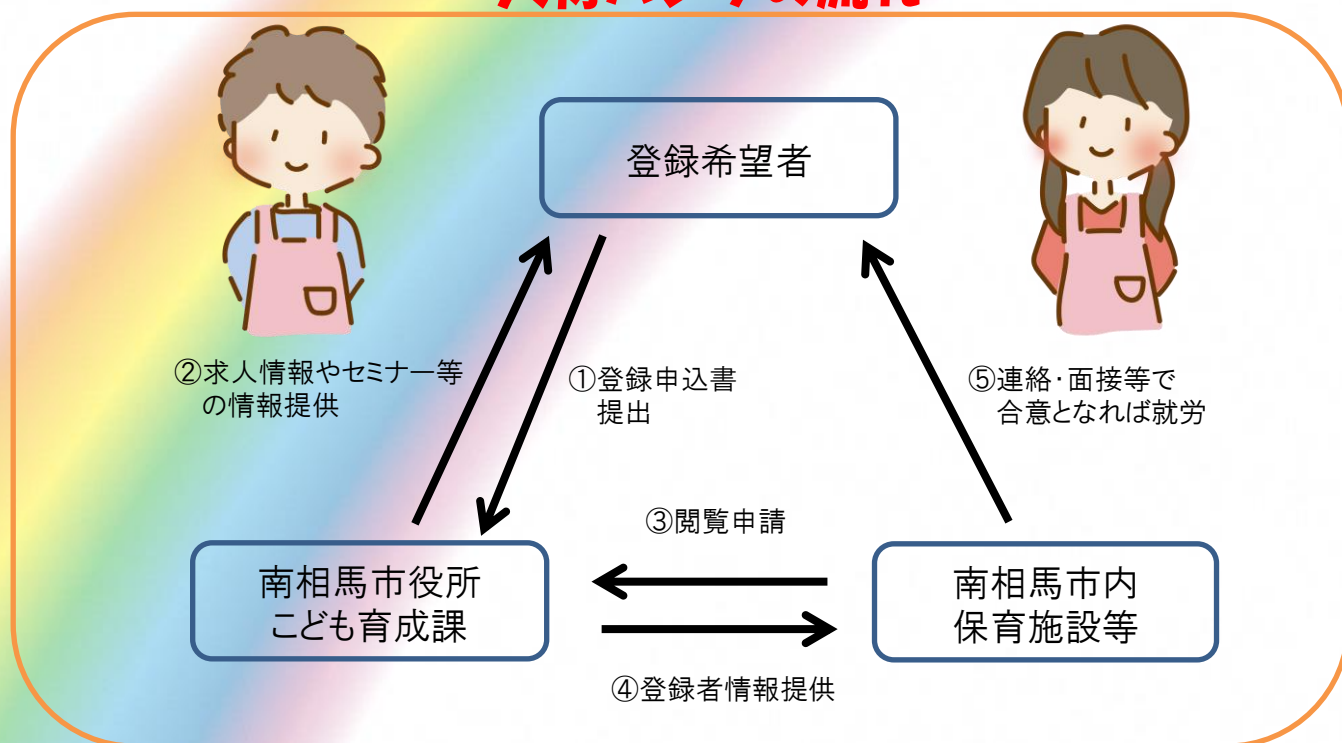 登録希望者
②求人情報やセミナー等
の情報提供
①登録申込書
提出
⑤連絡・面接等で
合意となれば就労
③閲覧申請
南相馬市役所
こども育成課
南相馬市内
保育施設等
④登録者情報提供